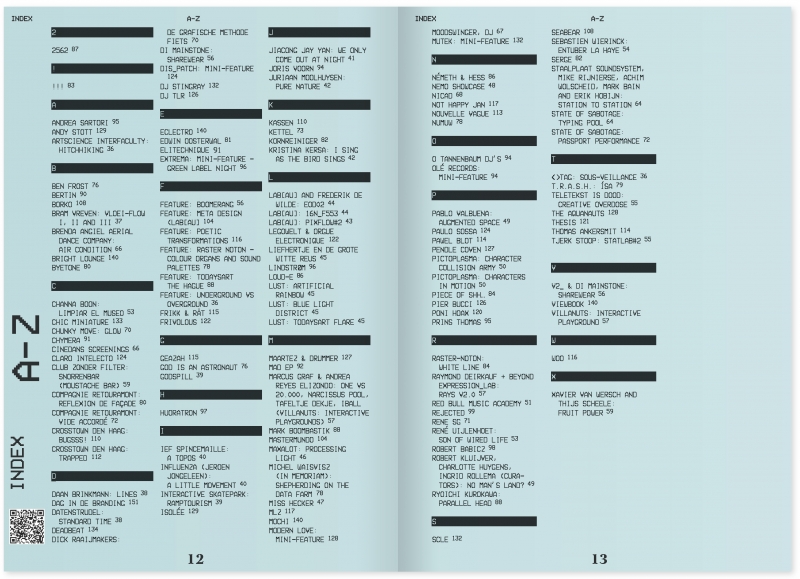 INDEX
A-Z
2
2562 87
!
!!! 83
A
ANDREA SARTORI 95
ANDY STOTT 129
ARTSCIENCE INTERFACULTY:
HITCHHIKING 36
B
BEN FROST 76
BERTIN 90
BORKO 108
BRAM VREVEN: VLDEI-FLOW
I, II AND III 37
BRENDA ANGIEL AERIAL
DANCE COMPANY:
AIR CONDITION 66
BRIGHT LOUNGE 140
BYETONE 80
C
CHANNA BOON:
LIMPIAR EL MUSEO 53
CHIC MINIATURE 133
CHUNKY MOVE: GLOW 70
CHYMERA 91
CINEDANS SCREENINGS 66
CLARO INTELECTO 124
CLUB ZONDER FILTER:
SNORRENBAR
(MOUSTACHE BAR) 59
COMPAGNIE RETOURAMONT:
REFLEXION DE FAÇADE 80
COMPAGNIE RETOURAMONT:
VIDE ACCORDÉ 72
CROSSTOWN DEN HAAG:
BUGSSS! 110
CROSSTOWN DEN HAAG:
TRAPPED 112
D
DAAN BRINKMANN: LINES 38
DAG IN DE BRANDING 151
DATENSTRUDEL:
STANDARD TIME 38
DEADBEAT 134
DICK RAAIJMAKERS:
DE GRAFISCHE METHODE
FIETS 70
DI MAINSTONE:
SHAREWEAR 56
DIS_PATCH: MINI-FEATURE
124
DJ STINGRAY 132
DJ TLR 126
E
ECLECTRO 140
EDWIN OOSTERWAL 81
ELITECHNIQUE 91
EXTREMA: MINI-FEATURE -
GREEN LABEL NIGHT 96
F
FEATURE: BOOMERANG 56
FEATURE: META DESIGN
(LAB[AU]) 104
FEATURE: POETIC
TRANSFORMATIONS 116
FEATURE: RASTER NOTON -
COLOUR ORGANS AND SOUND
PALETTES 78
FEATURE: TODAYSART
THE HAGUE 88
FEATURE: UNDERGROUND VS
OVERGROUND 36
FRIKK & RÄT 115
FRIVOLOUS 122
G
GEAZAH 115
GOD IS AN ASTRONAUT 76
GODSPILL 39
H
HUORATRON 97
I
IEF SPINCEMAILLE:
A TOPOS 40
INFLUENZA (JEROEN
JONGELEEN):
A LITTLE MOVEMENT 40
INTERACTIVE SKATEPARK:
RAMPTOURISM 39
ISOLÉE 129
J
JIACONG JAY YAN: WE ONLY
COME OUT AT NIGHT 41
JORIS VOORN 94
JURIAAN MOOLHUYSEN:
PURE NATURE 42
K
KASSEN 110
KETTEL 73
KORNREINIGER 82
KRISTINA KERSA: I SING
AS THE BIRD SINGS 42
L
LAB[AU] AND FREDERIK DE
WILDE: EOD02 44
LAB[AU]: 16N_F553 44
LAB[AU]: PIXFLOW#2 43
LEGOWELT & ORGUE
ELECTRONIQUE 122
LIEFHERTJE EN DE GROTE
WITTE REUS 45
LINDSTRØM 96
LOUD-E 86
LUST: ARTIFICIAL
RAINBOW 45
LUST: BLUE LIGHT
DISTRICT 45
LUST: TODAYSART FLARE 45
M
MAARTEZ & DRUMMER 127
MAO EP 92
MARCUS GRAF & ANDREA
REYES ELIZONDO: ONE VS
20.000, NARCISSUS POOL,
TAFELTJE DEKJE, IBALL
(VILLANUTS: INTERACTIVE
PLAYGROUNDS) 57
MARK BOOMBASTIK 88
MASTERMUNDO 104
MAXALOT: PROCESSING
LIGHT 46
MICHEL WAISVISZ
(IN MEMORIAM):
SHEPHERDING ON THE
DATA FARM 78
MISS HECKER 47
MLZ 117
MOCHI 140
MODERN LOVE:
MINI-FEATURE 128
A-Z
INDEX
12
INDEX
A-Z
MOODSWINGER, DJ 67
MUTEK: MINI-FEATURE 132
N
NÉMETH & HESS 86
NEMO SHOWCASE 48
NICAD 68
NOT HAPPY JAN 117
NOUVELLE VAGUE 113
NUMUW 78
O
O TANNENBAUM DJ'S 94
OLÉ RECORDS:
MINI-FEATURE 94
P
PABLO VALBUENA:
AUGMENTED SPACE 49
PAULO SOSSA 124
PAWEL BLOT 114
PENDLE COVEN 127
PICTOPLASMA: CHARACTER
COLLISION ARMY 50
PICTOPLASMA: CHARACTERS
IN MOTION 50
PIECE OF SHH.. 84
PIER BUCCI 126
PONI HOAX 120
PRINS THOMAS 95
R
RASTER-NOTON:
WHITE LINE 84
RAYMOND DEIRKAUF + BEYOND
EXPRESSION_LAB:
RAYS V2.0 57
RED BULL MUSIC ACADEMY 51
REJECTED 99
RENE SG 71
RENÉ UIJLENHOET:
SON OF WIRED LIFE 53
ROBERT BABICZ 98
ROBERT KLUIJVER,
CHARLOTTE HUYGENS,
INGRID ROLLEMA (CURA-
TORS): NO MAN'S LAND? 49
RYOICHI KUROKAWA:
PARALLEL HEAD 88
S
SCLE 132
SEABEAR 108
SEBASTIEN WIERINCK:
ENTUBER LA HAYE 54
SERGE 82
STAALPLAAT SOUNDSYSTEM,
MIKE RIJNIERSE, ACHIM
WOLSCHEID, MARK BAIN
AND ERIK HOBIJN:
STATION TO STATION 64
STATE OF SABOTAGE:
TYPING POOL 64
STATE OF SABOTAGE:
PASSPORT PERFORMANCE 72
T
<>TAG: SOUS-VEILLANCE 36
T.R.A.S.H.: ÍSA 79
TELETEKST IS DOOD:
CREATIVE OVERDOSE 55
THE AQUANAUTS 128
THESIS 121
THOMAS ANKERSMIT 114
TJERK STOOP: STATLAB#2 55
V
V2_ & DI MAINSTONE:
SHAREWEAR 56
VIEWBOOK 140
VILLANUTS: INTERACTIVE
PLAYGROUND 57
W
WOO 116
X
XAVIER VAN WERSCH AND
THIJS SCHEELE:
FRUIT POWER 59
13